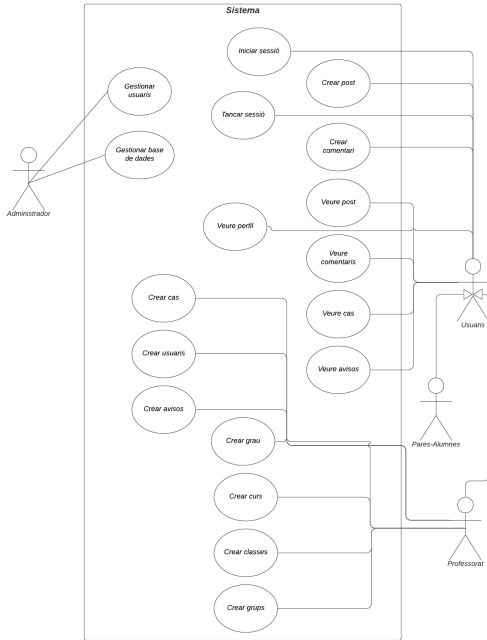 Sistema
Iniciar sessió
Crear post
Gestionar
usuaris
Tancar sessió
Crear
comentari
Gestionar base
de dades
Administrador
Veure post
Veure perfil
Veure
comentaris
Crear cas
Veure cas
Usuaris
Crear usuaris
Veure avisos
Crear avisos
Crear grau
Pares-Alumnes
Crear curs
Crear classes
Professorat
Crear grups